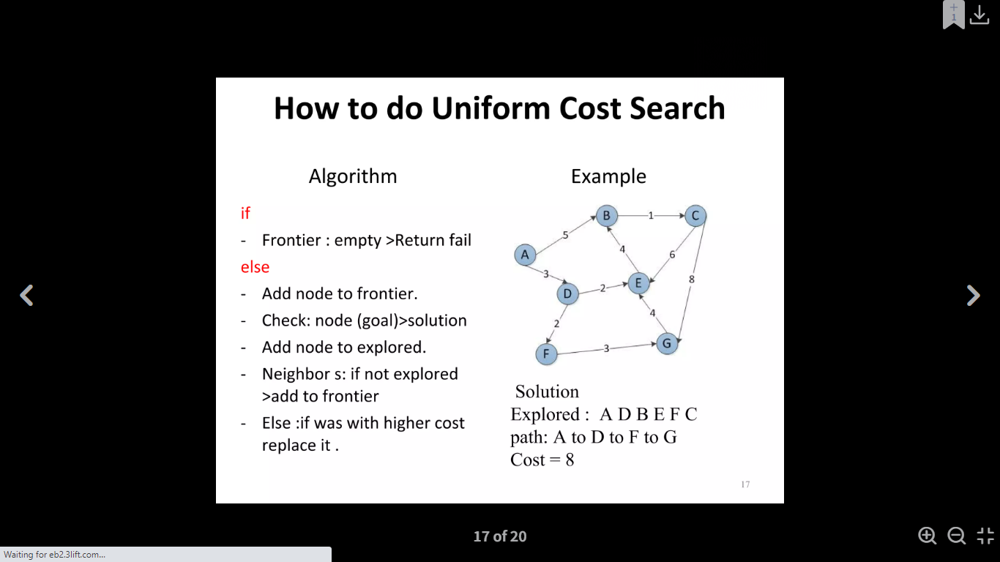 +
1
How to do Uniform Cost Search
Algorithm
if
- Frontier : empty >Return fail
else
- Add node to frontier.
- Check: node (goal)>solution
- Add node to explored.
- Neighbor s: if not explored
>add to frontier
- Else :if was with higher cost
replace it .
Example
B
1
C
5
A
4
6
3
E
8
D
2
4
2
G
F
3
Solution
Explored : A D B E F C
path: A to D to F to G
Cost = 8
17
17 of 20
Waiting for eb2.3lift.com...